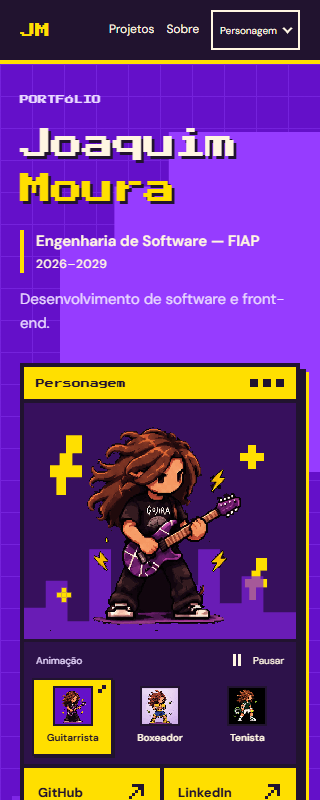 JM
Projetos Sobre Personagem
PORTFóLIO
Joaquim
Moura
Engenharia de Software — FIAP
2026–2029
Desenvolvimento de software e front-
end.
Personagem
GOJIRA
Animação Pausar
Guitarrista Boxeador Tenista
GitHub LinkedIn